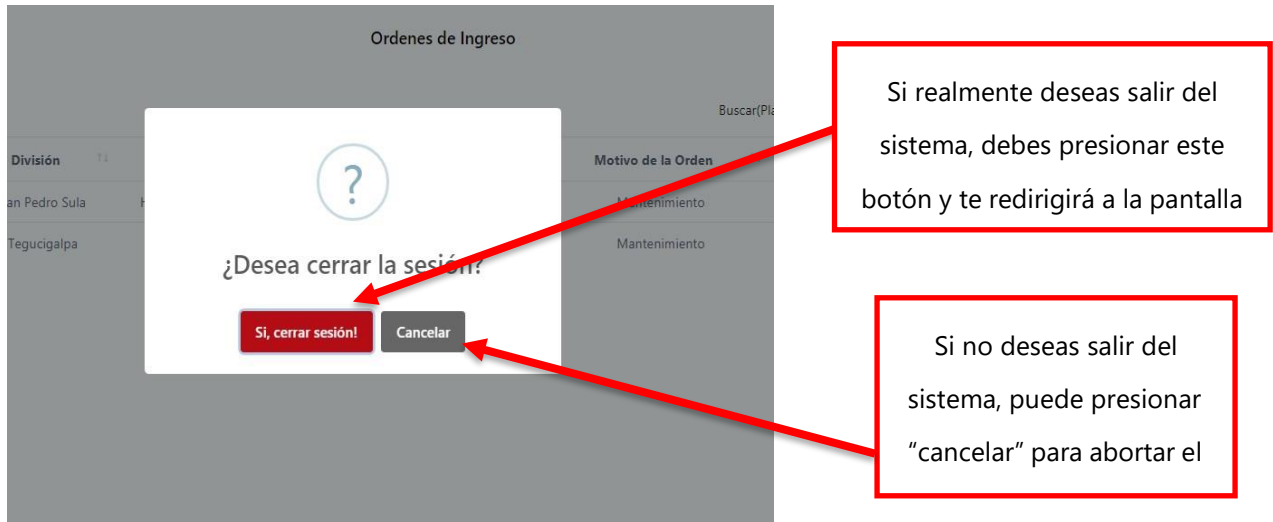 Ordenes de Ingreso
Buscar(Pla
División
Motivo de la Orden
an Pedro Sula
H
Mantenimiento
Tegucigalpa
Mantenimiento
?
¿Desea cerrar la sesión?
Si, cerrar sesión!
Cancelar
Si realmente deseas salir del
sistema, debes presionar este
botón y te redirigirá a la pantalla
Si no deseas salir del
sistema, puede presionar
“cancelar” para abortar el